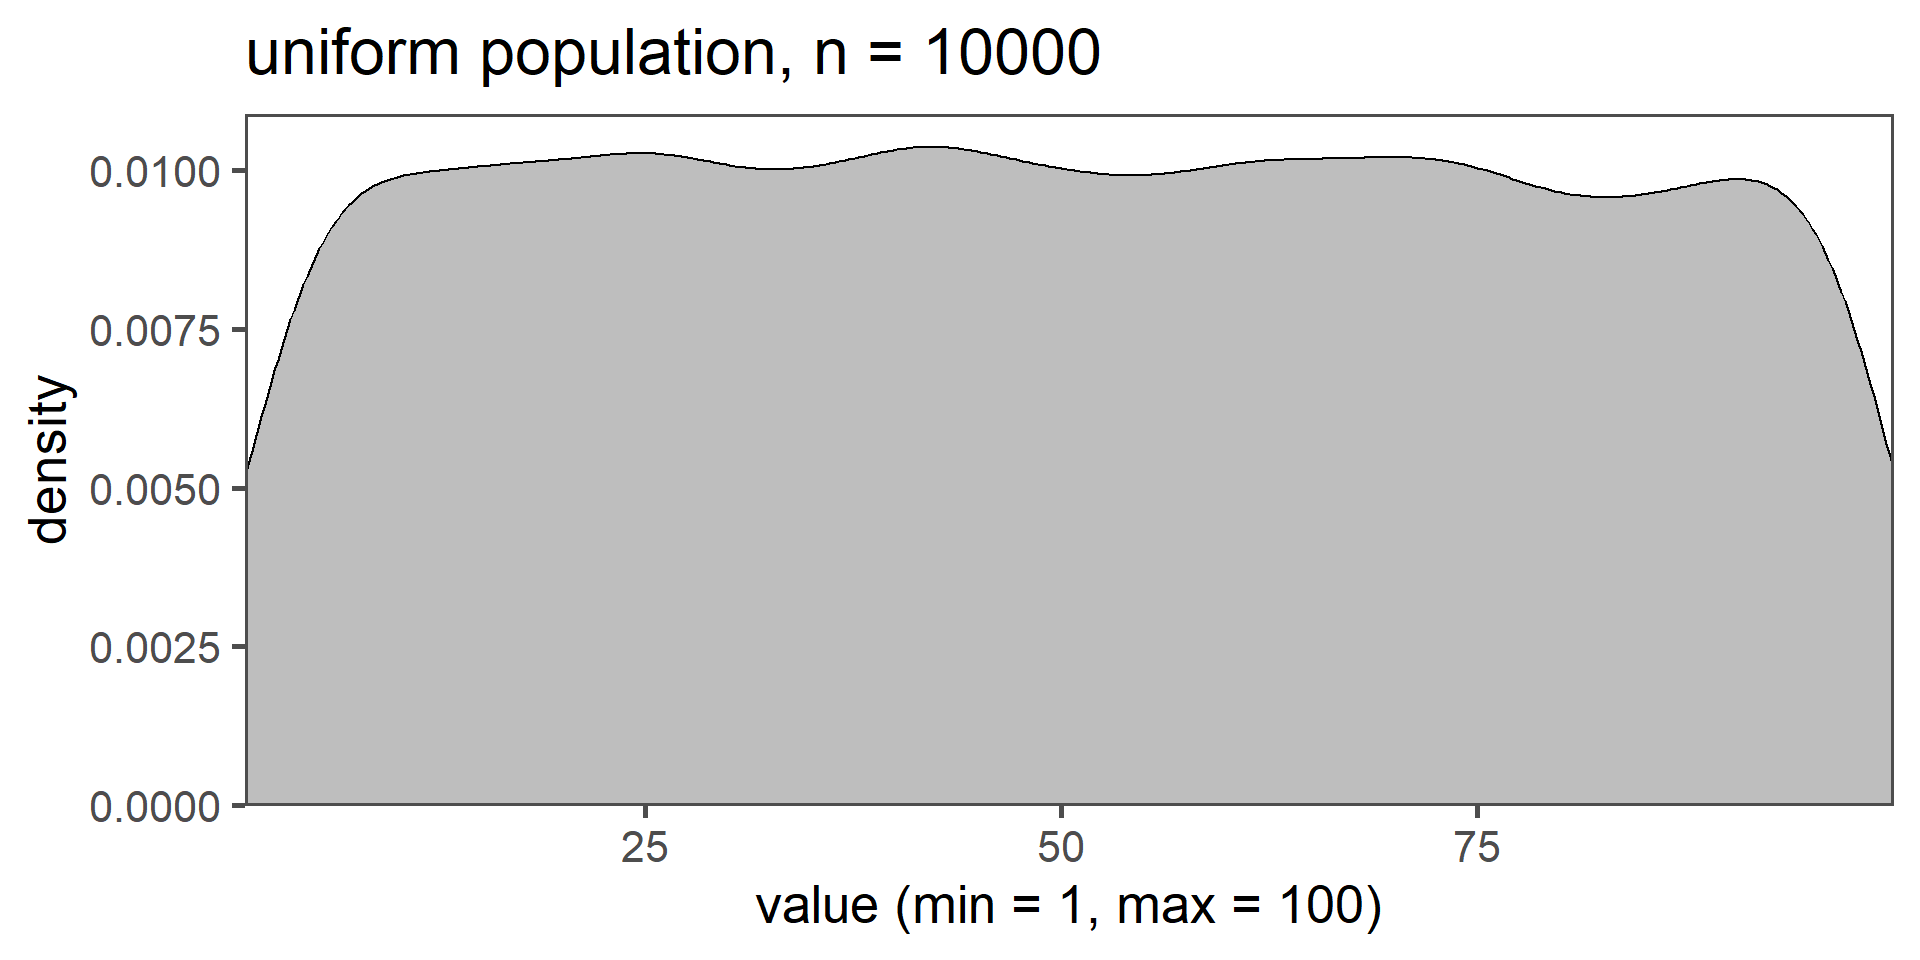 uniform population, n = 10000
0.0100
0.0075
0.0050
0.0025
0.0000
density
25
50
75
value (min = 1, max = 100)